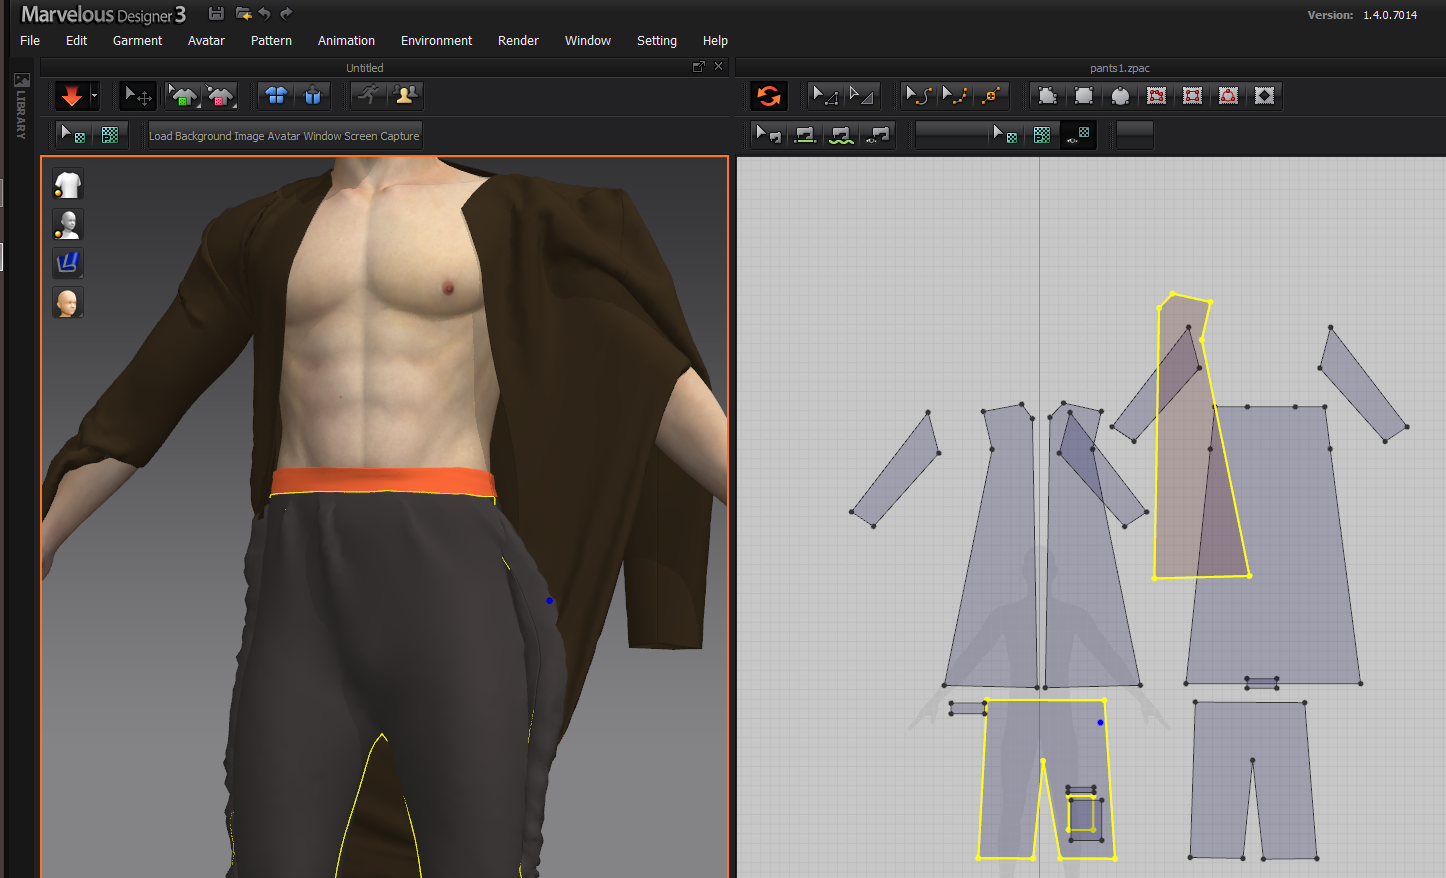 Marvelous Designer 3
Version: 1.4.0.7014
File Edit Garment Avatar Pattern Animation Environment Render Window Setting Help
Untitled
pants1.zpac
LIBRARY
Load Background Image Avatar Window Screen Capture